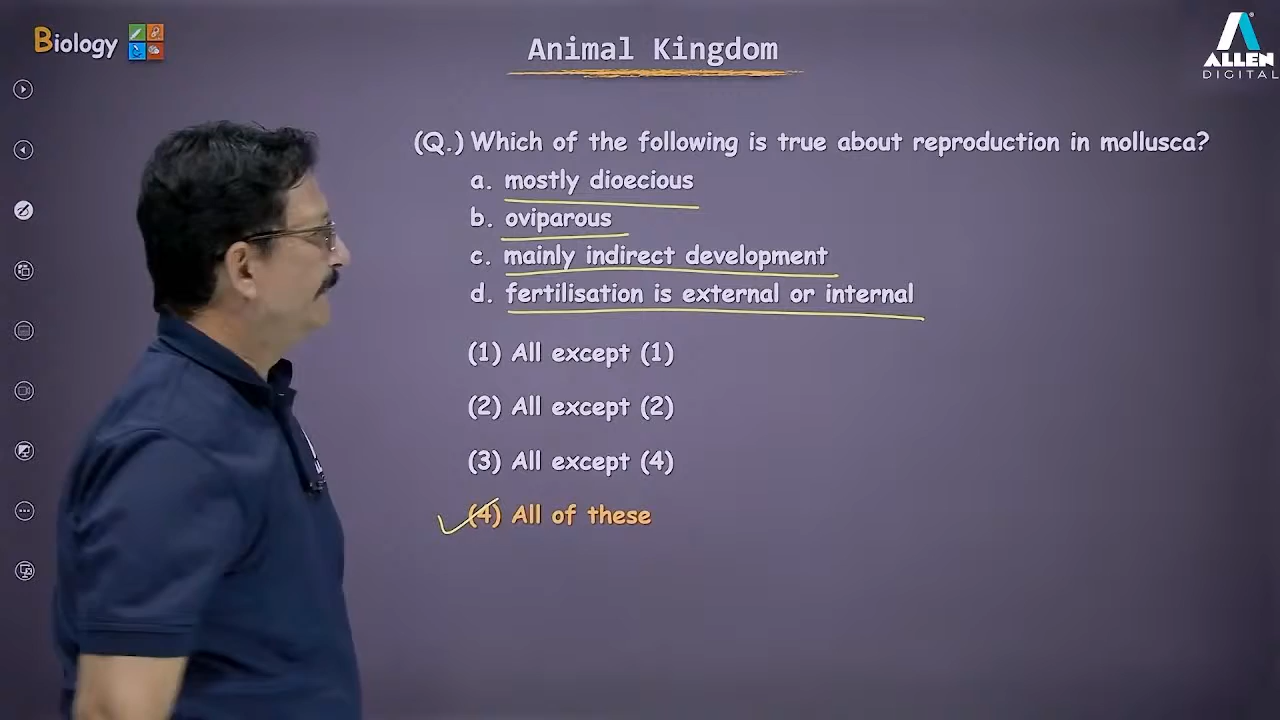 Biology
Animal Kingdom
ALLEN
DIGITAL
(Q.) Which of the following is true about reproduction in mollusca?
a. mostly dioecious
b. oviparous
c. mainly indirect development
d. fertilisation is external or internal
(1) All except (1)
(2) All except (2)
(3) All except (4)
(4) All of these